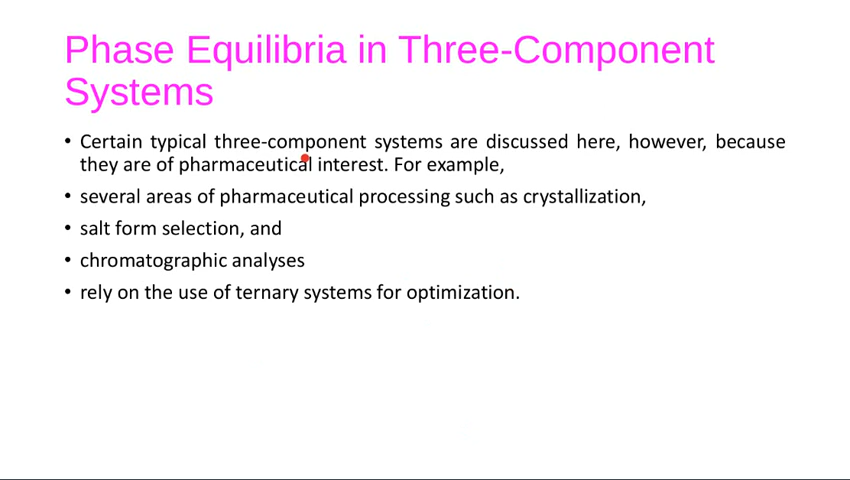 Phase Equilibria in Three-Component
Systems
• Certain typical three-component systems are discussed here, however, because
they are of pharmaceutical interest. For example,
• several areas of pharmaceutical processing such as crystallization,
• salt form selection, and
• chromatographic analyses
• rely on the use of ternary systems for optimization.